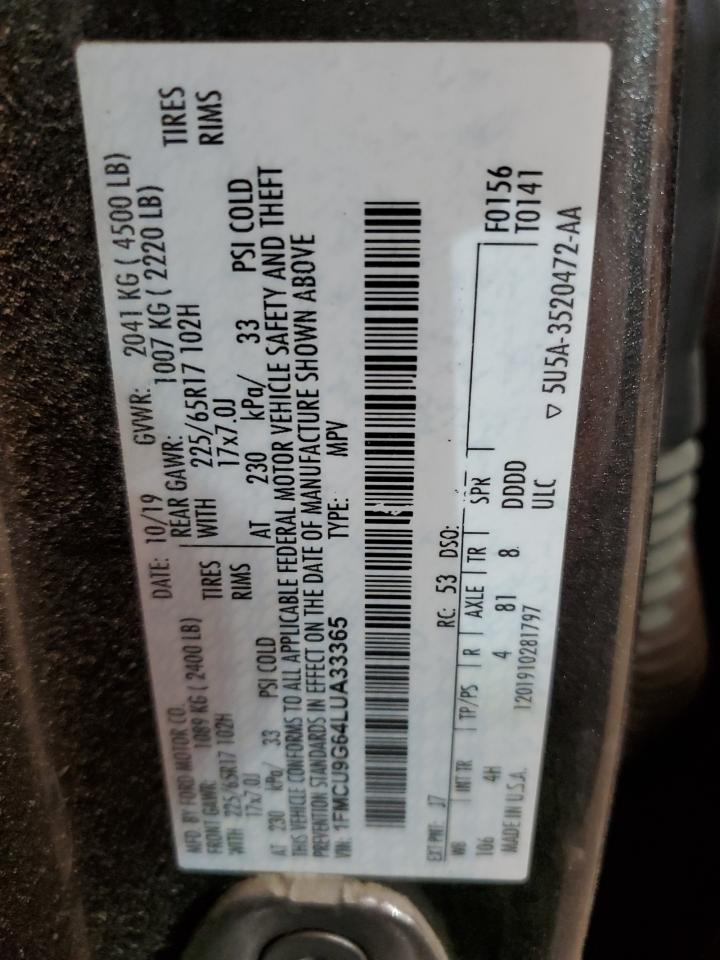 MFD. BY FORD MOTOR CO. DATE: 10/19 GVWR: 2041 KG ( 4500 LB)
FRONT GAWR: 1089 KG ( 2400 LB) REAR GAWR: 1007 KG ( 2220 LB)
WITH 225/65R17 102H TIRES WITH 225/65R17 102H TIRES
17x7.0J RIMS 17x7.0J RIMS
AT 230 kPa/ 33 PSI COLD AT 230 kPa/ 33 PSI COLD
THIS VEHICLE CONFORMS TO ALL APPLICABLE FEDERAL MOTOR VEHICLE SAFETY AND THEFT
PREVENTION STANDARDS IN EFFECT ON THE DATE OF MANUFACTURE SHOWN ABOVE
VIN: 1FMCU9G64LUA33365 TYPE: MPV
EXT PNT: J7 RC: 53 DSO:
WB INT TR TP/PS R AXLE TR SPR F0156
106 4H 4 81 8 DDDD T0141
MADE IN U.S.A. 1201910281797 ULC
▽ 5U5A-3520472-AA